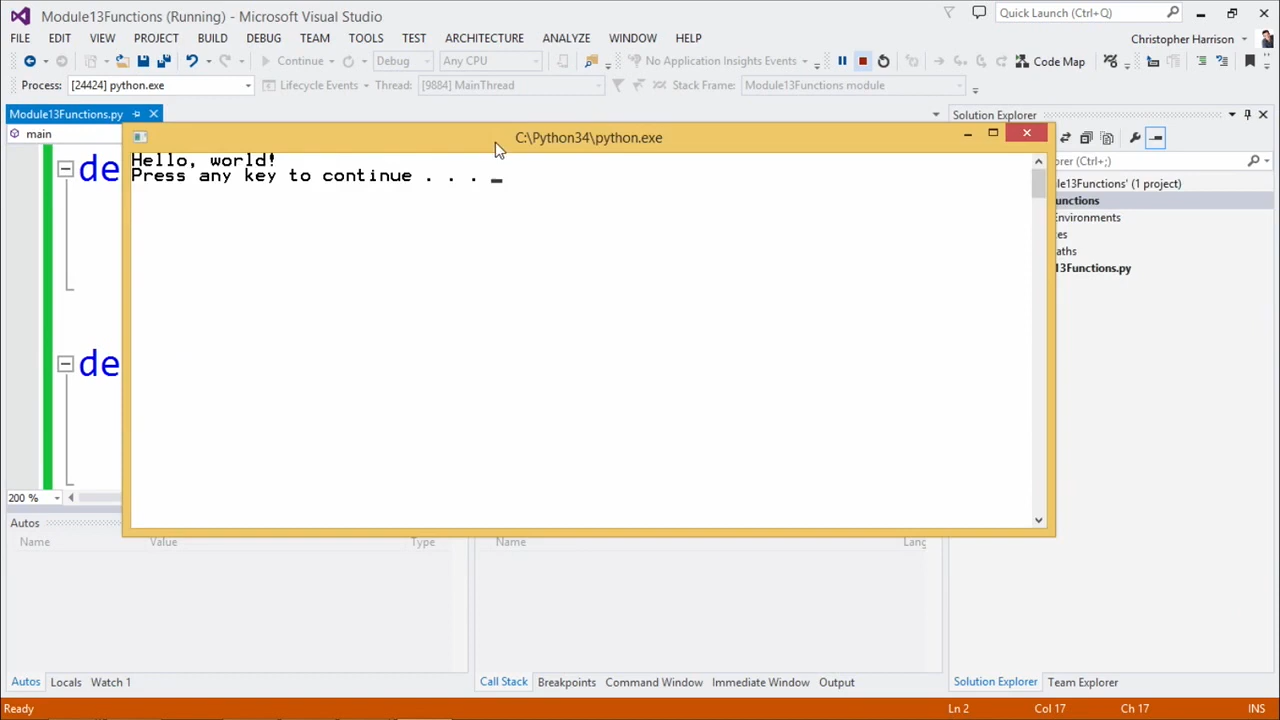 Module13Functions (Running) - Microsoft Visual Studio
Quick Launch (Ctrl+Q)
FILE EDIT VIEW PROJECT BUILD DEBUG TEAM TOOLS TEST ARCHITECTURE ANALYZE WINDOW HELP
Christopher Harrison
Continue Debug Any CPU No Application Insights Events Code Map
Process: [24424] python.exe Lifecycle Events Thread: [9884] MainThread Stack Frame: Module13Functions module
Module13Functions.py
Solution Explorer
main
C:\Python34\python.exe
Hello, world!
Press any key to continue . . . _
orer (Ctrl+;)
de
le13Functions' (1 project)
unctions
Environments
es
aths
13Functions.py
de
200 %
Autos
Name Value Type
Name Lang
Autos Locals Watch 1
Call Stack Breakpoints Command Window Immediate Window Output
Solution Explorer Team Explorer
Ready
Ln 2 Col 17 Ch 17 INS